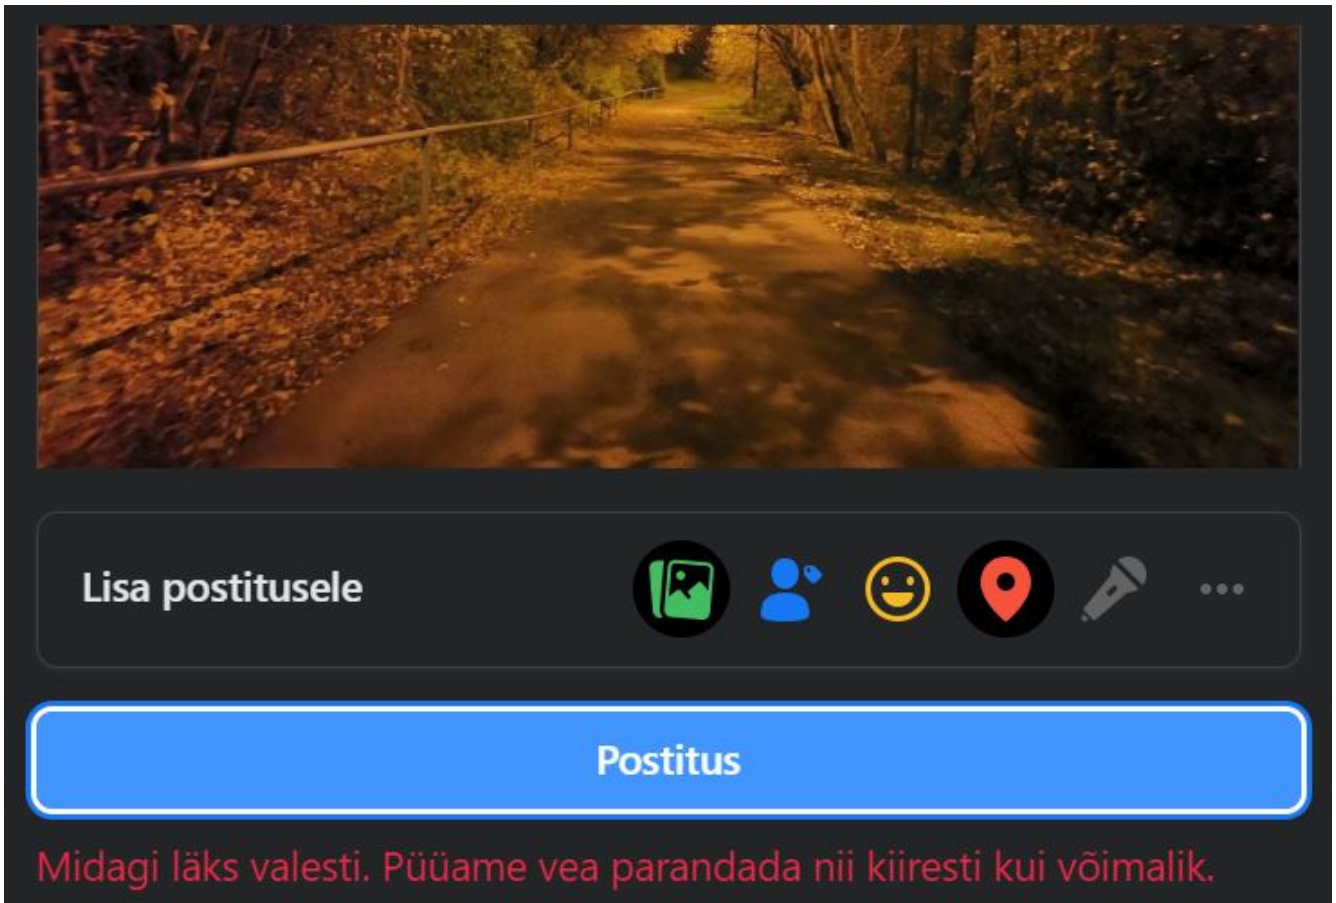 Lisa postitusele
Postitus
Midagi läks valesti. Püüame vea parandada nii kiiresti kui võimalik.